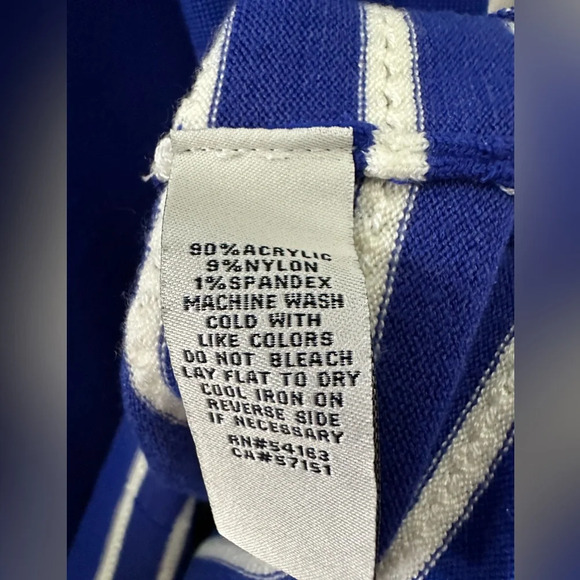 90% ACRYLIC
9% NYLON
1% SPANDEX
MACHINE WASH
COLD WITH
LIKE COLORS
DO NOT BLEACH
LAY FLAT TO DRY
COOL IRON ON
REVERSE SIDE
IF NECESSARY
RN#54163
CA#57151